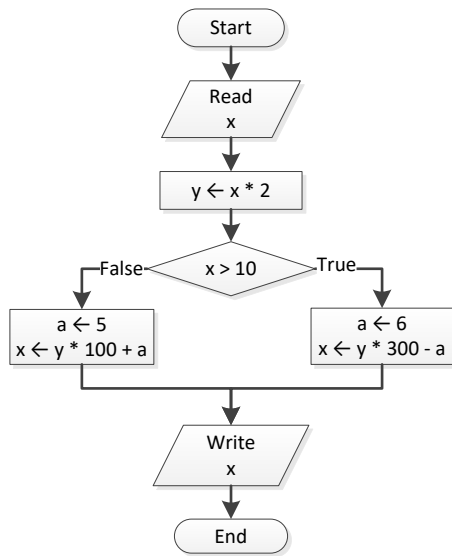 Start
Read
x
y ← x * 2
x > 10
False
True
a ← 5
x ← y * 100 + a
a ← 6
x ← y * 300 - a
Write
x
End